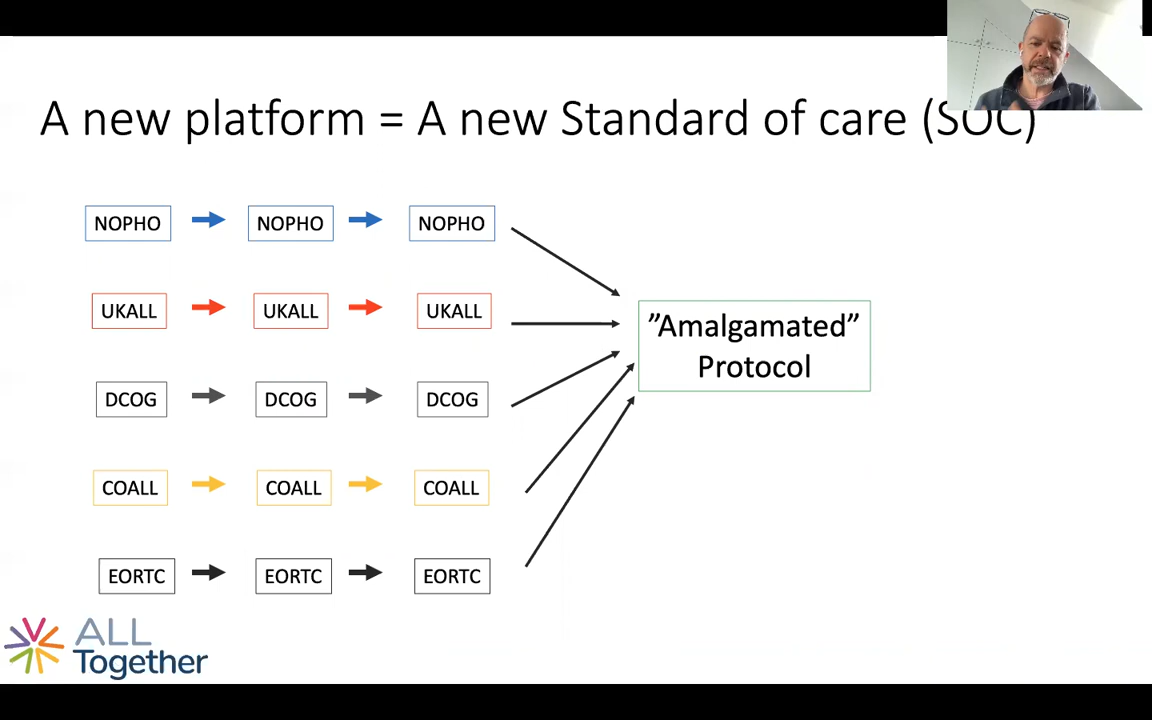 A new platform = A new Standard of care (SOC)
NOPHO NOPHO NOPHO
UKALL UKALL UKALL
”Amalgamated”
Protocol
DCOG DCOG DCOG
COALL COALL COALL
EORTC EORTC EORTC
ALL
Together